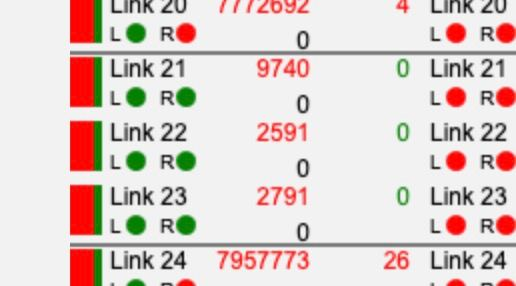 Link 20 7772692 4 Link 20
L R 0 L R
Link 21 9740 0 Link 21
L R 0 L R
Link 22 2591 0 Link 22
L R 0 L R
Link 23 2791 0 Link 23
L R 0 L R
Link 24 7957773 26 Link 24